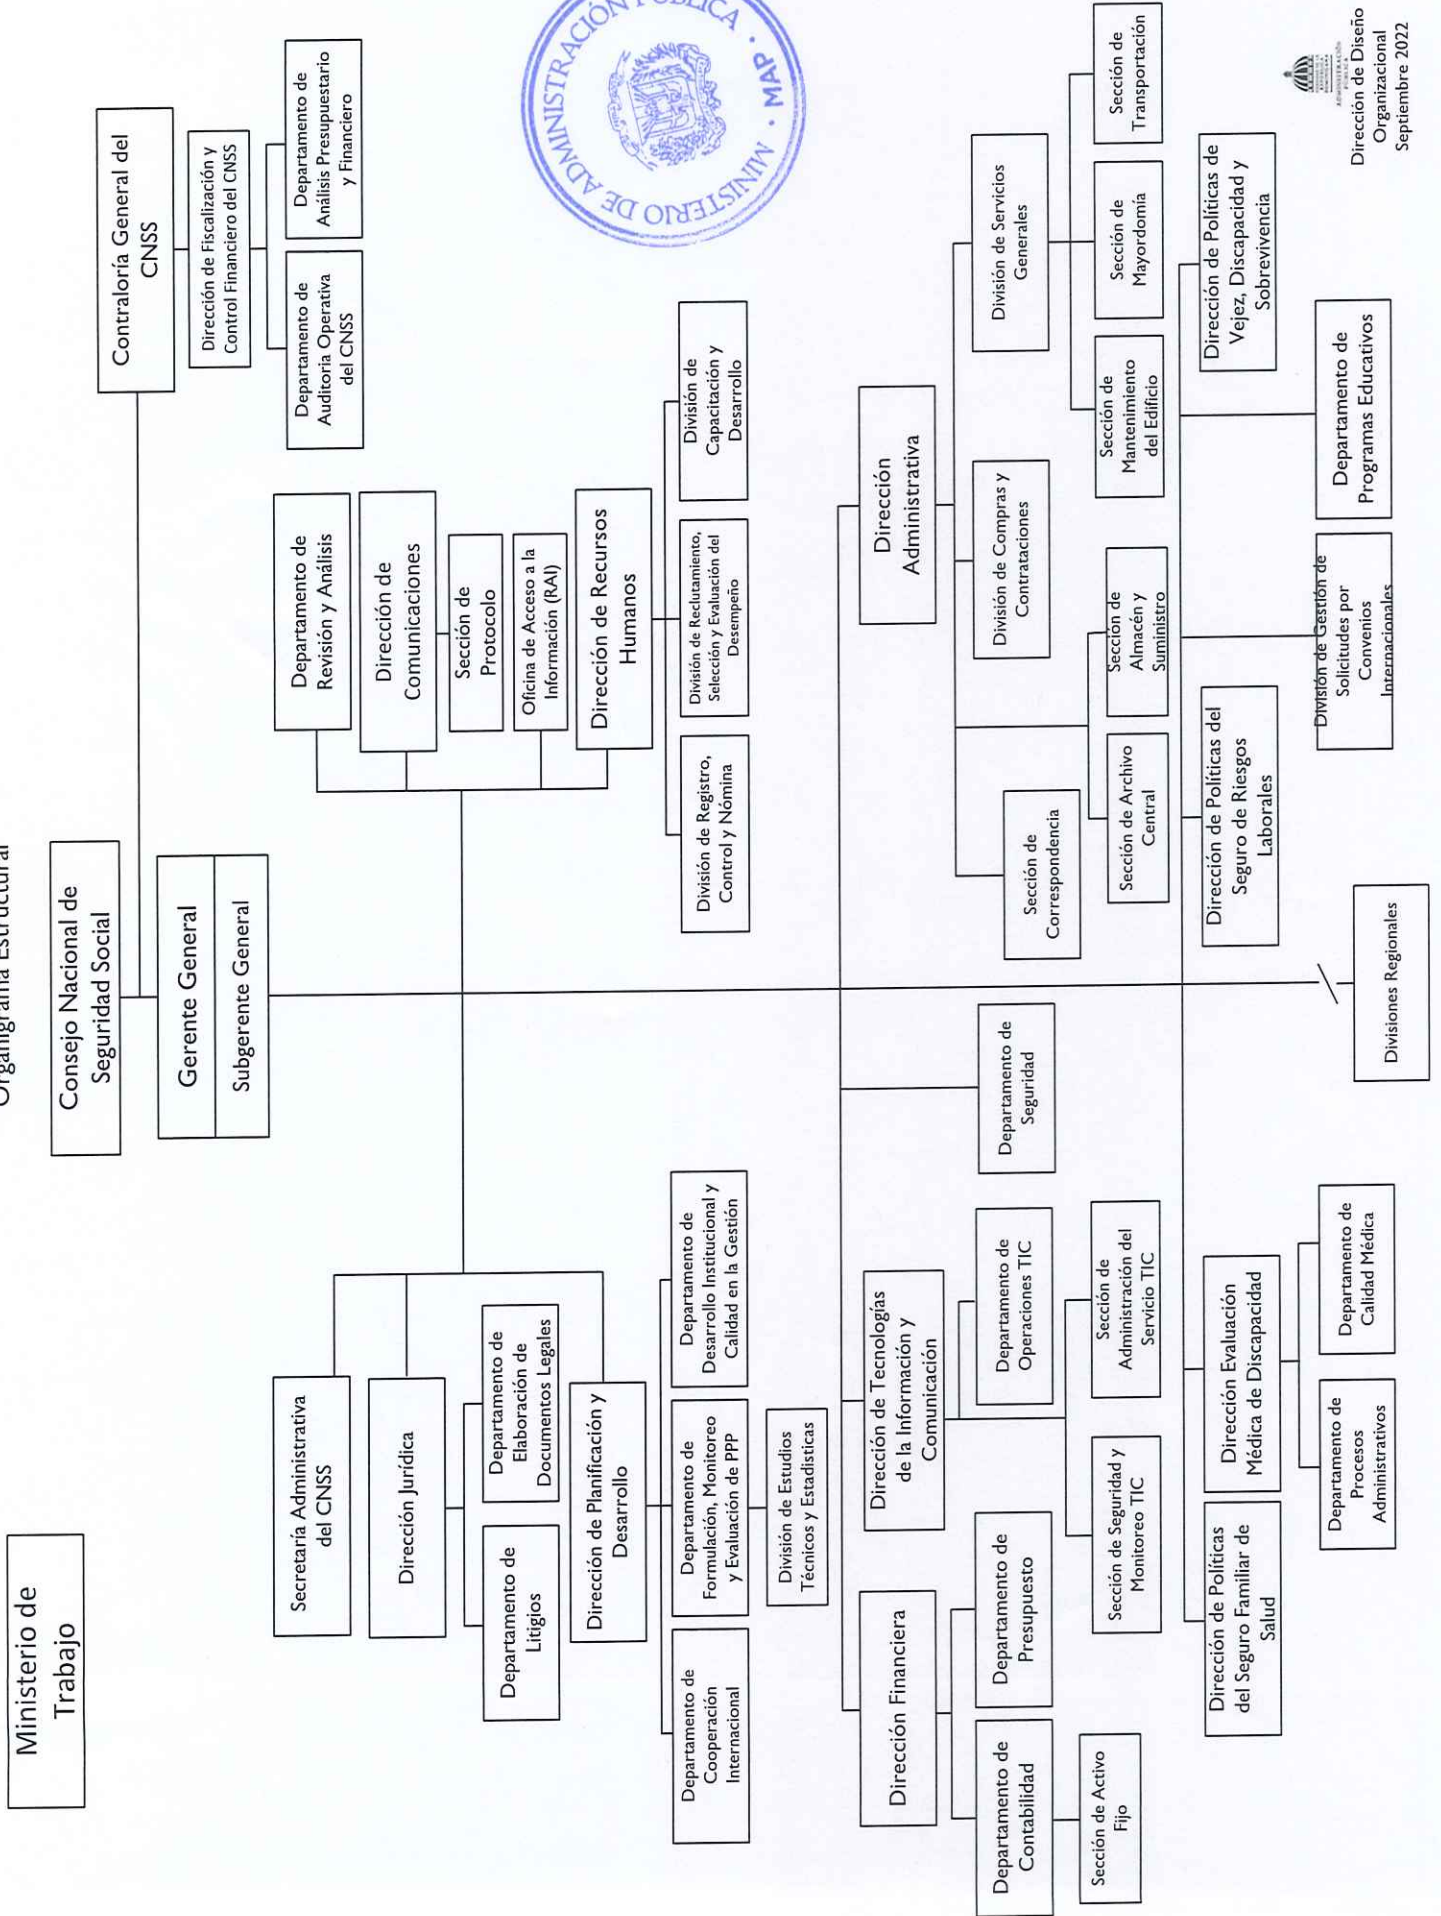 Organigrama Estructural
Ministerio de
Trabajo
Consejo Nacional de
Seguridad Social
Contraloría General del
CNSS
Gerente General
Subgerente General
Dirección de Fiscalización y
Control Financiero del CNSS
Departamento de
Auditoria Operativa
del CNSS
Departamento de
Análisis Presupuestario
y Financiero
MINISTERIO DE ADMINISTRACIÓN PÚBLICA · MAP ·
Secretaría Administrativa
del CNSS
Dirección Jurídica
Departamento de
Litigios
Departamento de
Elaboración de
Documentos Legales
Dirección de Planificación y
Desarrollo
Departamento de
Cooperación
Internacional
Departamento de
Formulación, Monitoreo
y Evaluación de PPP
Departamento de
Desarrollo Institucional y
Calidad en la Gestión
División de Estudios
Técnicos y Estadisticas
Departamento de
Revisión y Análisis
Dirección de
Comunicaciones
Sección de
Protocolo
Oficina de Acceso a la
Información (RAI)
Dirección de Recursos
Humanos
División de Registro,
Control y Nómina
División de Reclutamiento,
Selección y Evaluación del
Desempeño
División de
Capacitación y
Desarrollo
Dirección Financiera
Departamento de
Contabilidad
Departamento de
Presupuesto
Sección de Activo
Fijo
Dirección de Tecnologías
de la Información y
Comunicación
Departamento de
Operaciones TIC
Sección de Seguridad y
Monitoreo TIC
Sección de
Administración del
Servicio TIC
Departamento de
Seguridad
Dirección
Administrativa
Sección de
Correspondencia
División de Compras y
Contrataciones
División de Servicios
Generales
Sección de Archivo
Central
Sección de
Almacén y
Suministro
Sección de
Mantenimiento
del Edificio
Sección de
Mayordomía
Sección de
Transportación
Dirección de Políticas
del Seguro Familiar de
Salud
Dirección Evaluación
Médica de Discapacidad
Departamento de
Procesos
Administrativos
Departamento de
Calidad Médica
Dirección de Políticas del
Seguro de Riesgos
Laborales
Dirección de Políticas de
Vejez, Discapacidad y
Sobrevivencia
División de Gestión de
Solicitudes por
Convenios
Internacionales
Departamento de
Programas Educativos
Divisiones Regionales
ADMINISTRACIÓN
PÚBLICA
Dirección de Diseño
Organizacional
Septiembre 2022